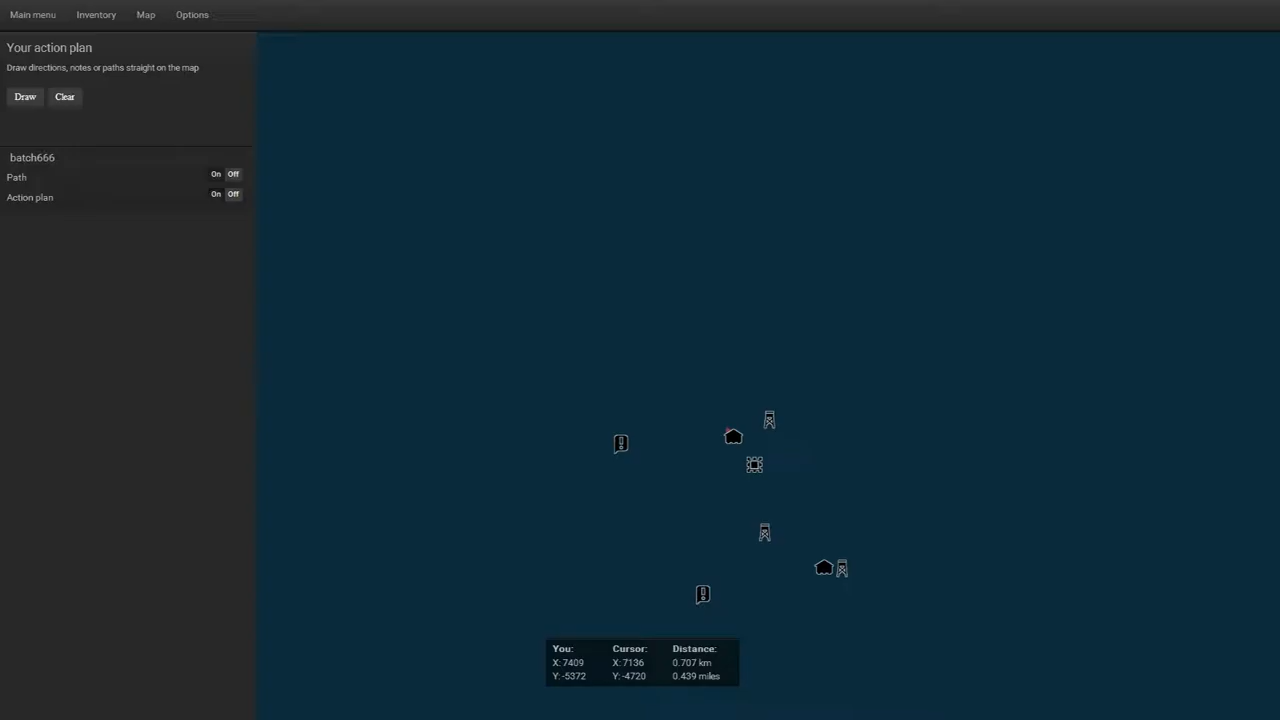 Main menu Inventory Map Options
Your action plan
Draw directions, notes or paths straight on the map
Draw Clear
batch666
Path On Off
Action plan On Off
You: Cursor: Distance:
X: 7409 X: 7136 0.707 km
Y: -5372 Y: -4720 0.439 miles